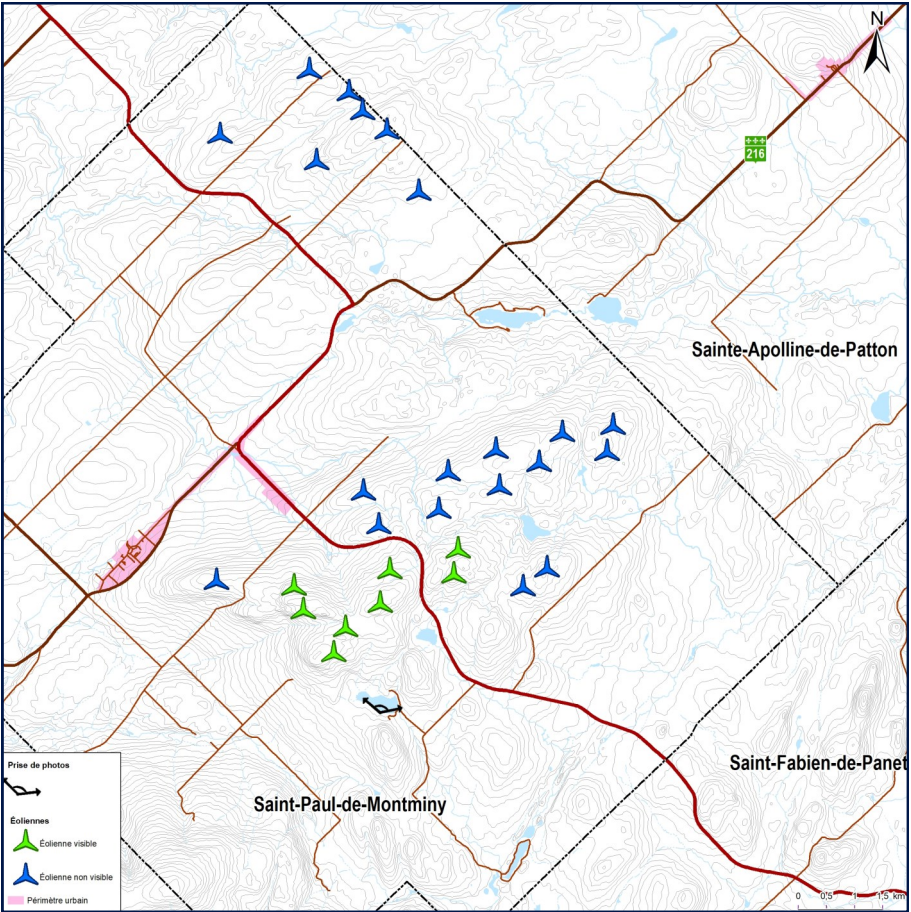 N
216
Sainte-Apolline-de-Patton
Saint-Fabien-de-Panet
Saint-Paul-de-Montminy
Prise de photos
Éoliennes
Éolienne visible
Éolienne non visible
Périmètre urbain
0 0,5 1 1,5 km